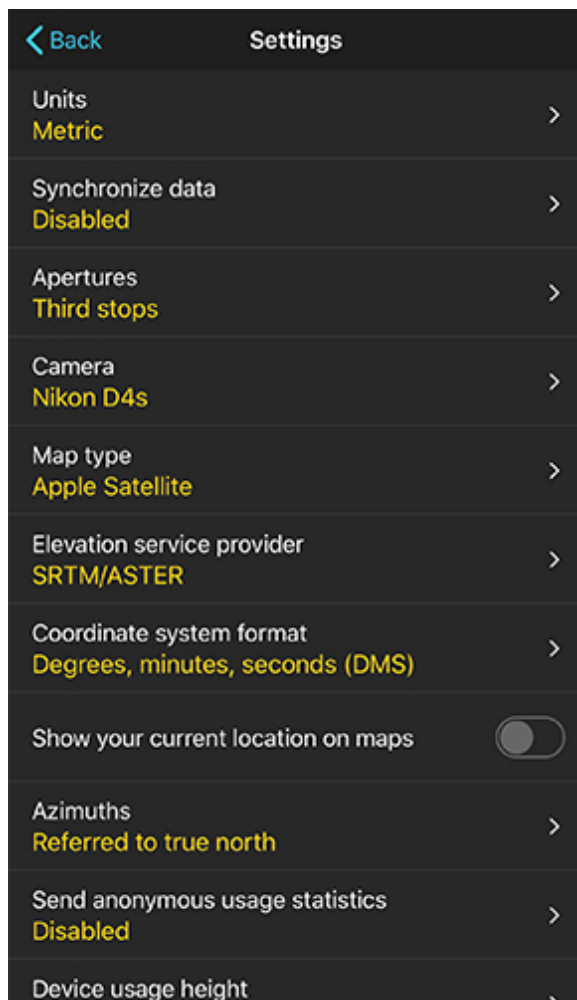 Back Settings
Units
Metric
Synchronize data
Disabled
Apertures
Third stops
Camera
Nikon D4s
Map type
Apple Satellite
Elevation service provider
SRTM/ASTER
Coordinate system format
Degrees, minutes, seconds (DMS)
Show your current location on maps
Azimuths
Referred to true north
Send anonymous usage statistics
Disabled
Device usage height